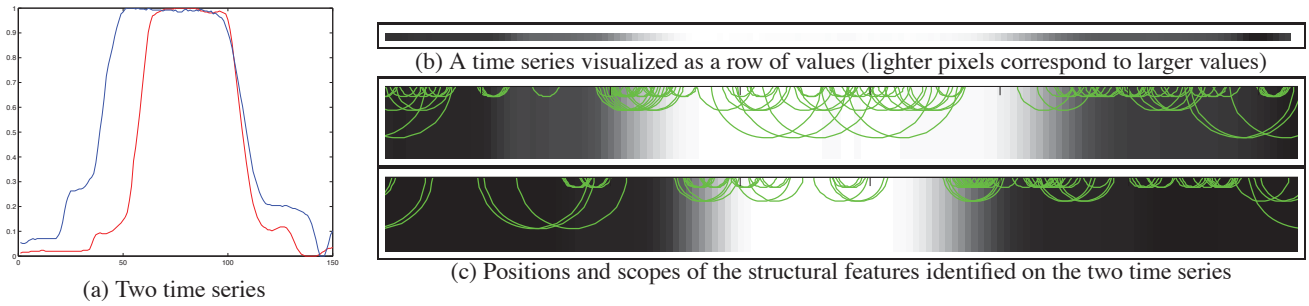 1
0.9
0.8
0.7
0.6
0.5
0.4
0.3
0.2
0.1
0
0 50 100 150
(a) Two time series
(b) A time series visualized as a row of values (lighter pixels correspond to larger values)
(c) Positions and scopes of the structural features identified on the two time series